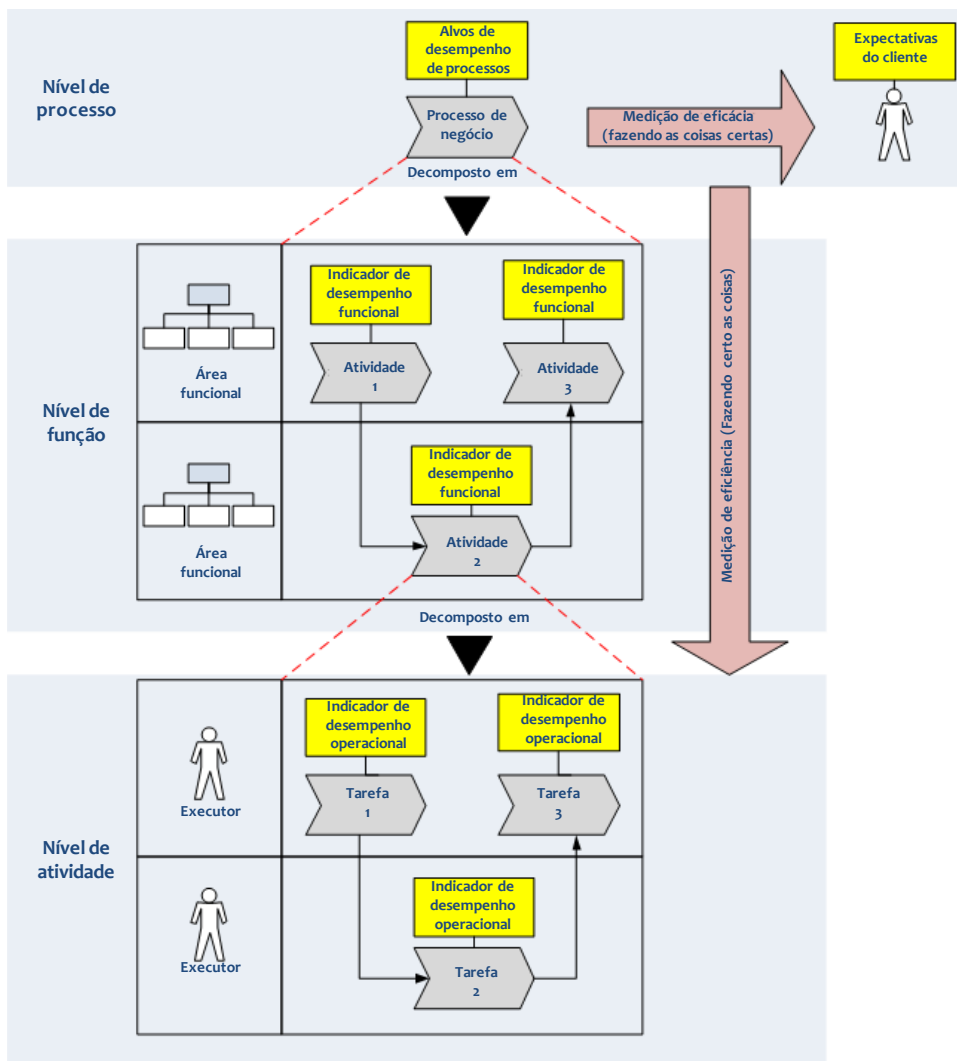 Nível de
processo
Alvos de
desempenho
de processos
Processo de
negócio
Decomposto em
Medição de eficácia
(fazendo as coisas certas)
Expectativas
do cliente
Medição de eficiência (Fazendo certo as coisas)
Nível de
função
Área
funcional
Indicador de
desempenho
funcional
Atividade
1
Indicador de
desempenho
funcional
Atividade
3
Área
funcional
Indicador de
desempenho
funcional
Atividade
2
Decomposto em
Nível de
atividade
Executor
Indicador de
desempenho
operacional
Tarefa
1
Indicador de
desempenho
operacional
Tarefa
3
Executor
Indicador de
desempenho
operacional
Tarefa
2